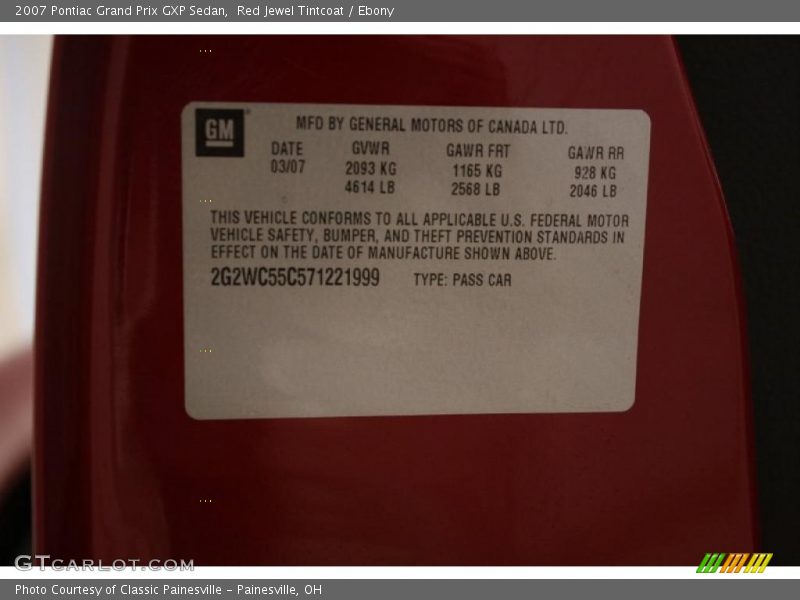 2007 Pontiac Grand Prix GXP Sedan,  Red Jewel Tintcoat / Ebony
GM
MFD BY GENERAL MOTORS OF CANADA LTD.
DATE GVWR GAWR FRT GAWR RR
03/07 2093 KG 1165 KG 928 KG
4614 LB 2568 LB 2046 LB
THIS VEHICLE CONFORMS TO ALL APPLICABLE U.S. FEDERAL MOTOR
VEHICLE SAFETY, BUMPER, AND THEFT PREVENTION STANDARDS IN
EFFECT ON THE DATE OF MANUFACTURE SHOWN ABOVE.
2G2WC55C571221999 TYPE: PASS CAR
GTCARLOT.COM
Photo Courtesy of Classic Painesville - Painesville, OH